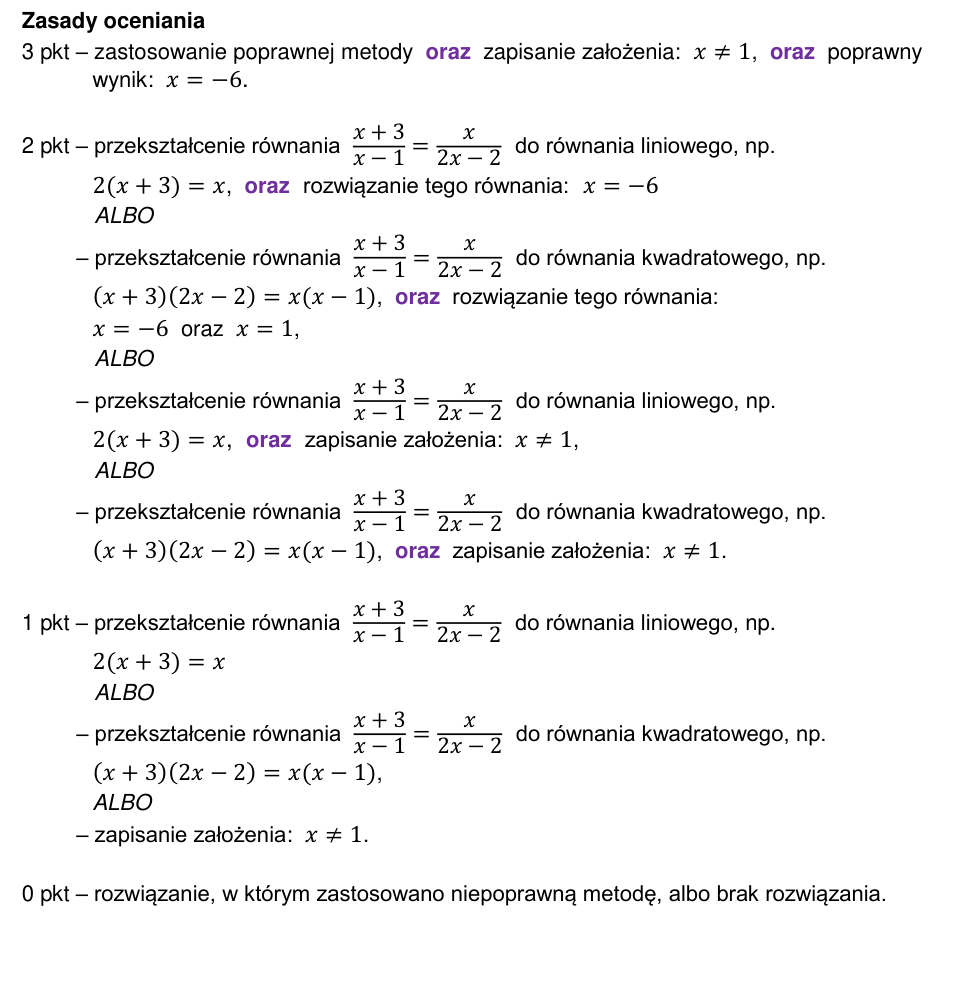 Zasady oceniania
3 pkt – zastosowanie poprawnej metody oraz zapisanie założenia: x ≠ 1, oraz poprawny
wynik: x = −6.
2 pkt – przekształcenie równania (x + 3)/(x − 1) = x/(2x − 2) do równania liniowego, np.
2(x + 3) = x, oraz rozwiązanie tego równania: x = −6
ALBO
– przekształcenie równania (x + 3)/(x − 1) = x/(2x − 2) do równania kwadratowego, np.
(x + 3)(2x − 2) = x(x − 1), oraz rozwiązanie tego równania:
x = −6 oraz x = 1,
ALBO
– przekształcenie równania (x + 3)/(x − 1) = x/(2x − 2) do równania liniowego, np.
2(x + 3) = x, oraz zapisanie założenia: x ≠ 1,
ALBO
– przekształcenie równania (x + 3)/(x − 1) = x/(2x − 2) do równania kwadratowego, np.
(x + 3)(2x − 2) = x(x − 1), oraz zapisanie założenia: x ≠ 1.
1 pkt – przekształcenie równania (x + 3)/(x − 1) = x/(2x − 2) do równania liniowego, np.
2(x + 3) = x
ALBO
– przekształcenie równania (x + 3)/(x − 1) = x/(2x − 2) do równania kwadratowego, np.
(x + 3)(2x − 2) = x(x − 1),
ALBO
– zapisanie założenia: x ≠ 1.
0 pkt – rozwiązanie, w którym zastosowano niepoprawną metodę, albo brak rozwiązania.